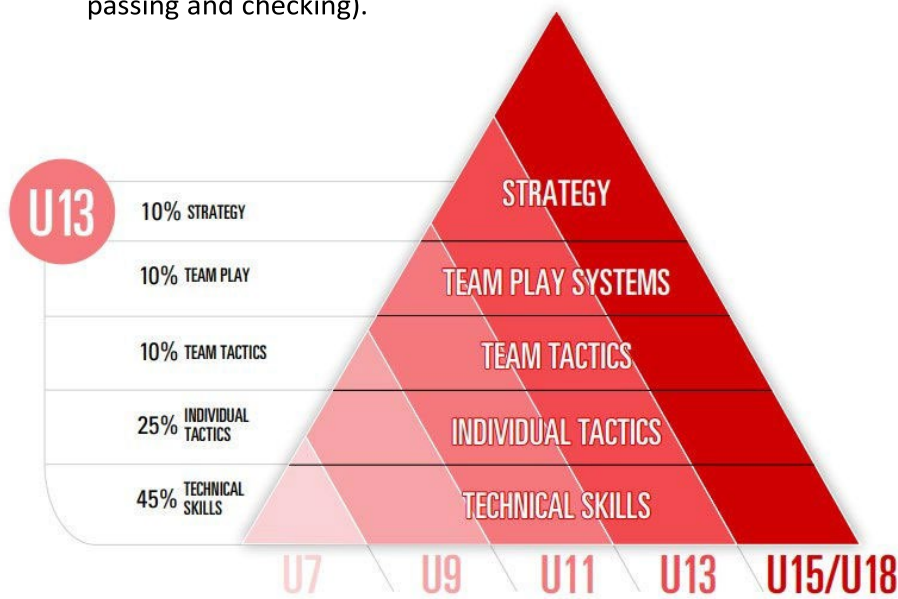 passing and checking).
STRATEGY
U13
10% STRATEGY
TEAM PLAY SYSTEMS
10% TEAM PLAY
TEAM TACTICS
10% TEAM TACTICS
INDIVIDUAL TACTICS
25% INDIVIDUAL
TACTICS
TECHNICAL SKILLS
45% TECHNICAL
SKILLS
U7 U9 U11 U13 U15/U18